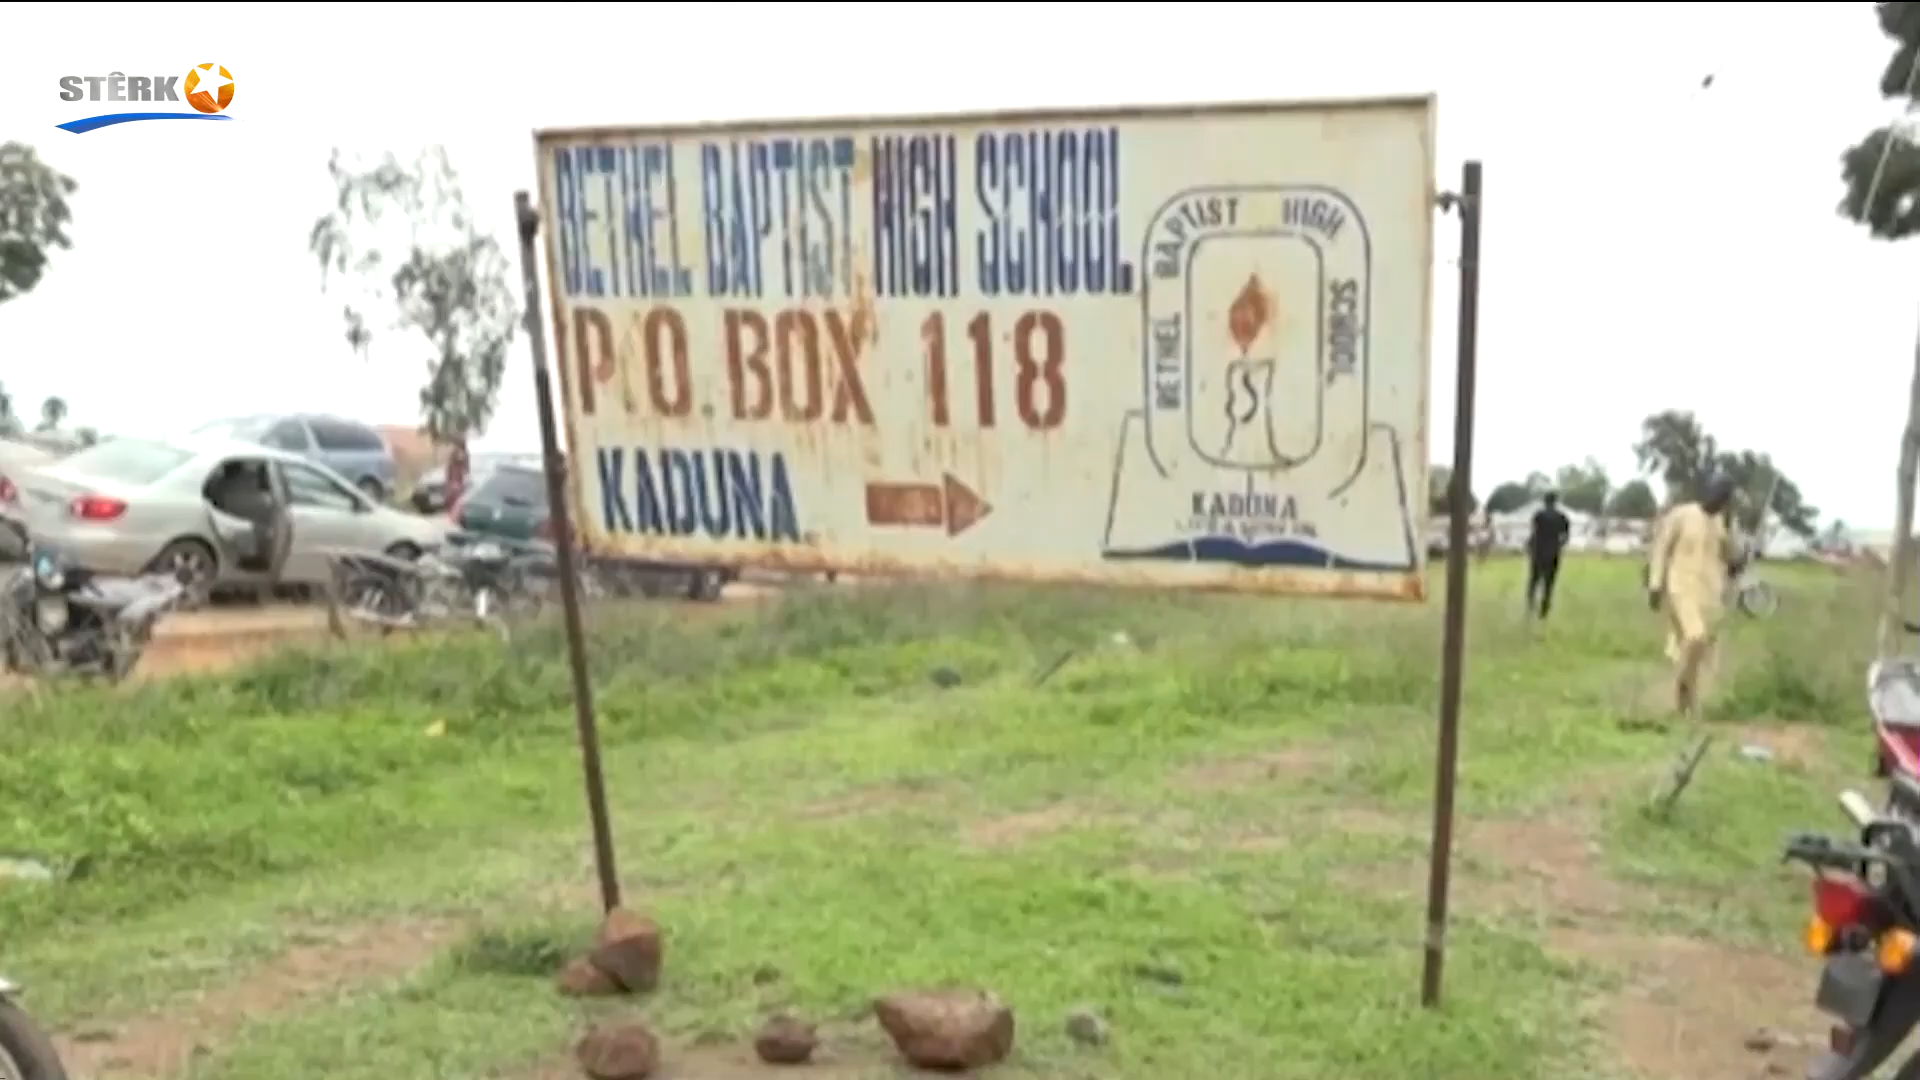 STÊRK
BETHEL BAPTIST HIGH SCHOOL
P.O. BOX 118
KADUNA.
BETHEL BAPTIST HIGH SCHOOL
KADUNA